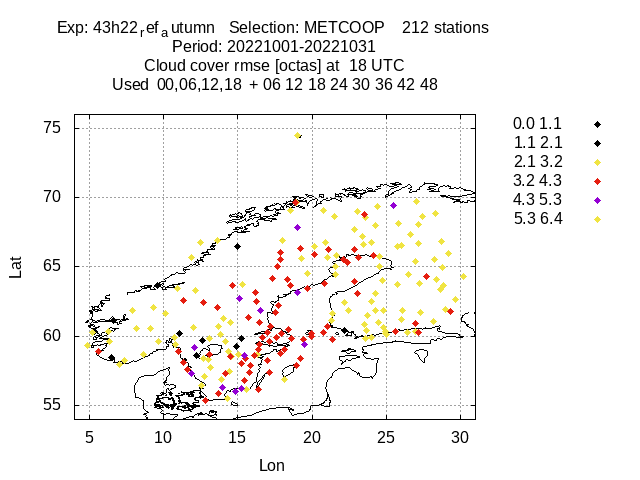 Exp: 43h22refautumn   Selection: METCOOP    212 stations
Period: 20221001-20221031
Cloud cover rmse [octas] at  18 UTC
Used  00,06,12,18  + 06 12 18 24 30 36 42 48
0.0 1.1
1.1 2.1
2.1 3.2
3.2 4.3
4.3 5.3
5.3 6.4
Lat
75
70
65
60
55
5 10 15 20 25 30
Lon